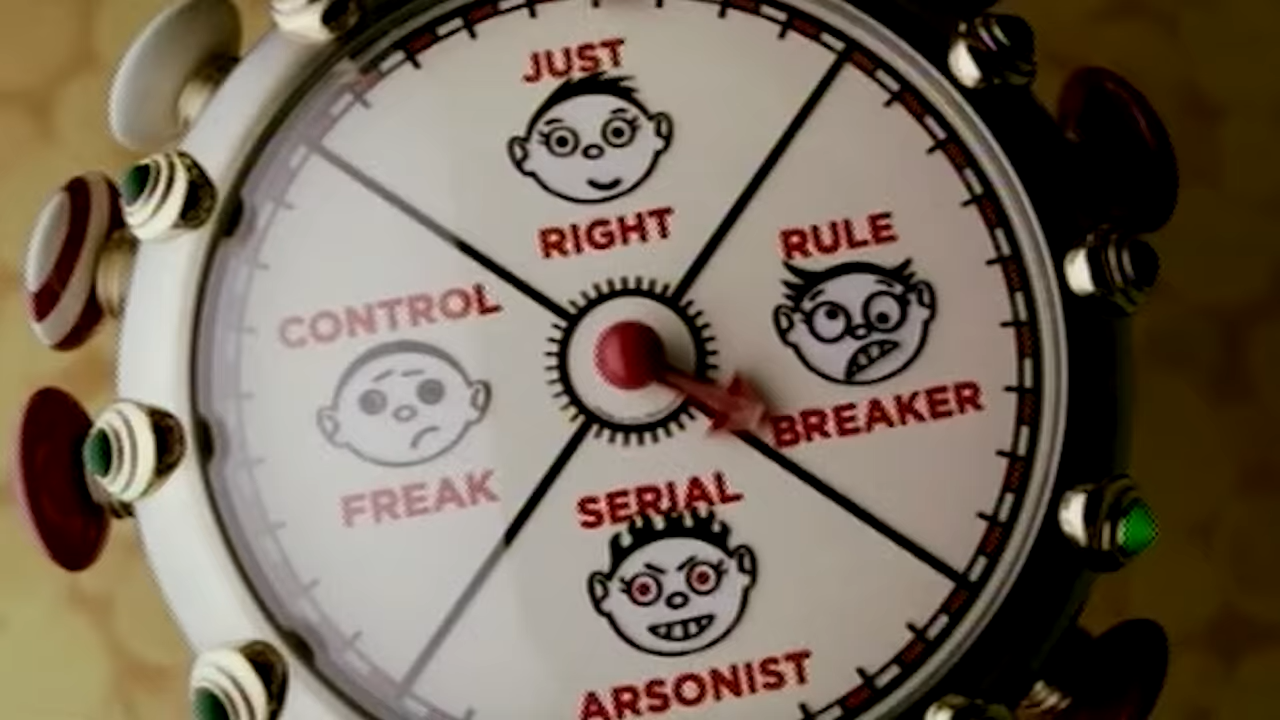 JUST
RIGHT
RULE
BREAKER
CONTROL
FREAK
SERIAL
ARSONIST